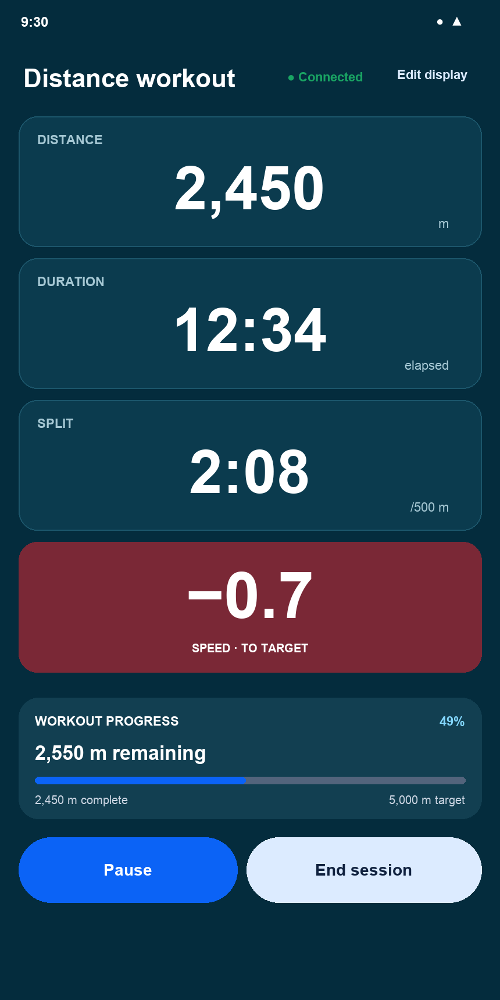 9:30
Distance workout
● Connected
Edit display
DISTANCE
2,450
m
DURATION
12:34
elapsed
SPLIT
2:08
/500 m
−0.7
SPEED · TO TARGET
WORKOUT PROGRESS
49%
2,550 m remaining
2,450 m complete
5,000 m target
Pause
End session